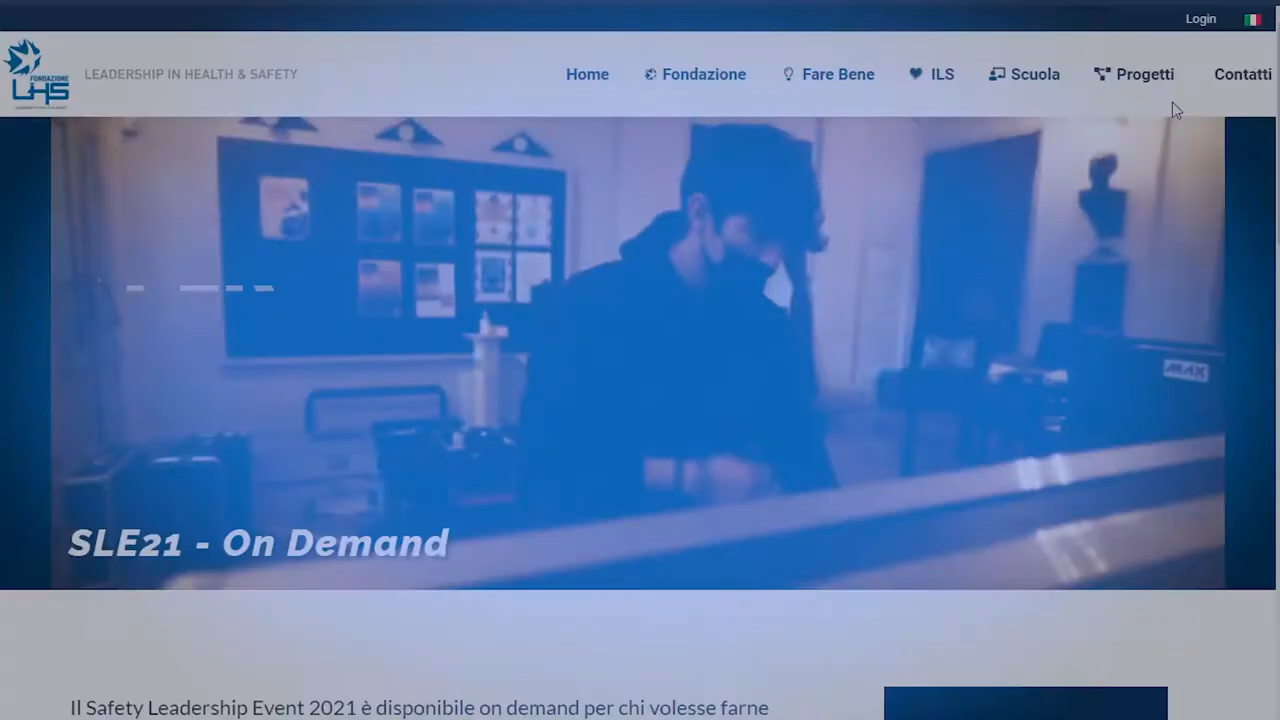 Login
FONDAZIONE
LHS
LEADERSHIP IN HEALTH & SAFETY
Home
Fondazione
Fare Bene
ILS
Scuola
Progetti
Contatti
MAX
SLE21 - On Demand
Il Safety Leadership Event 2021 è disponibile on demand per chi volesse farne